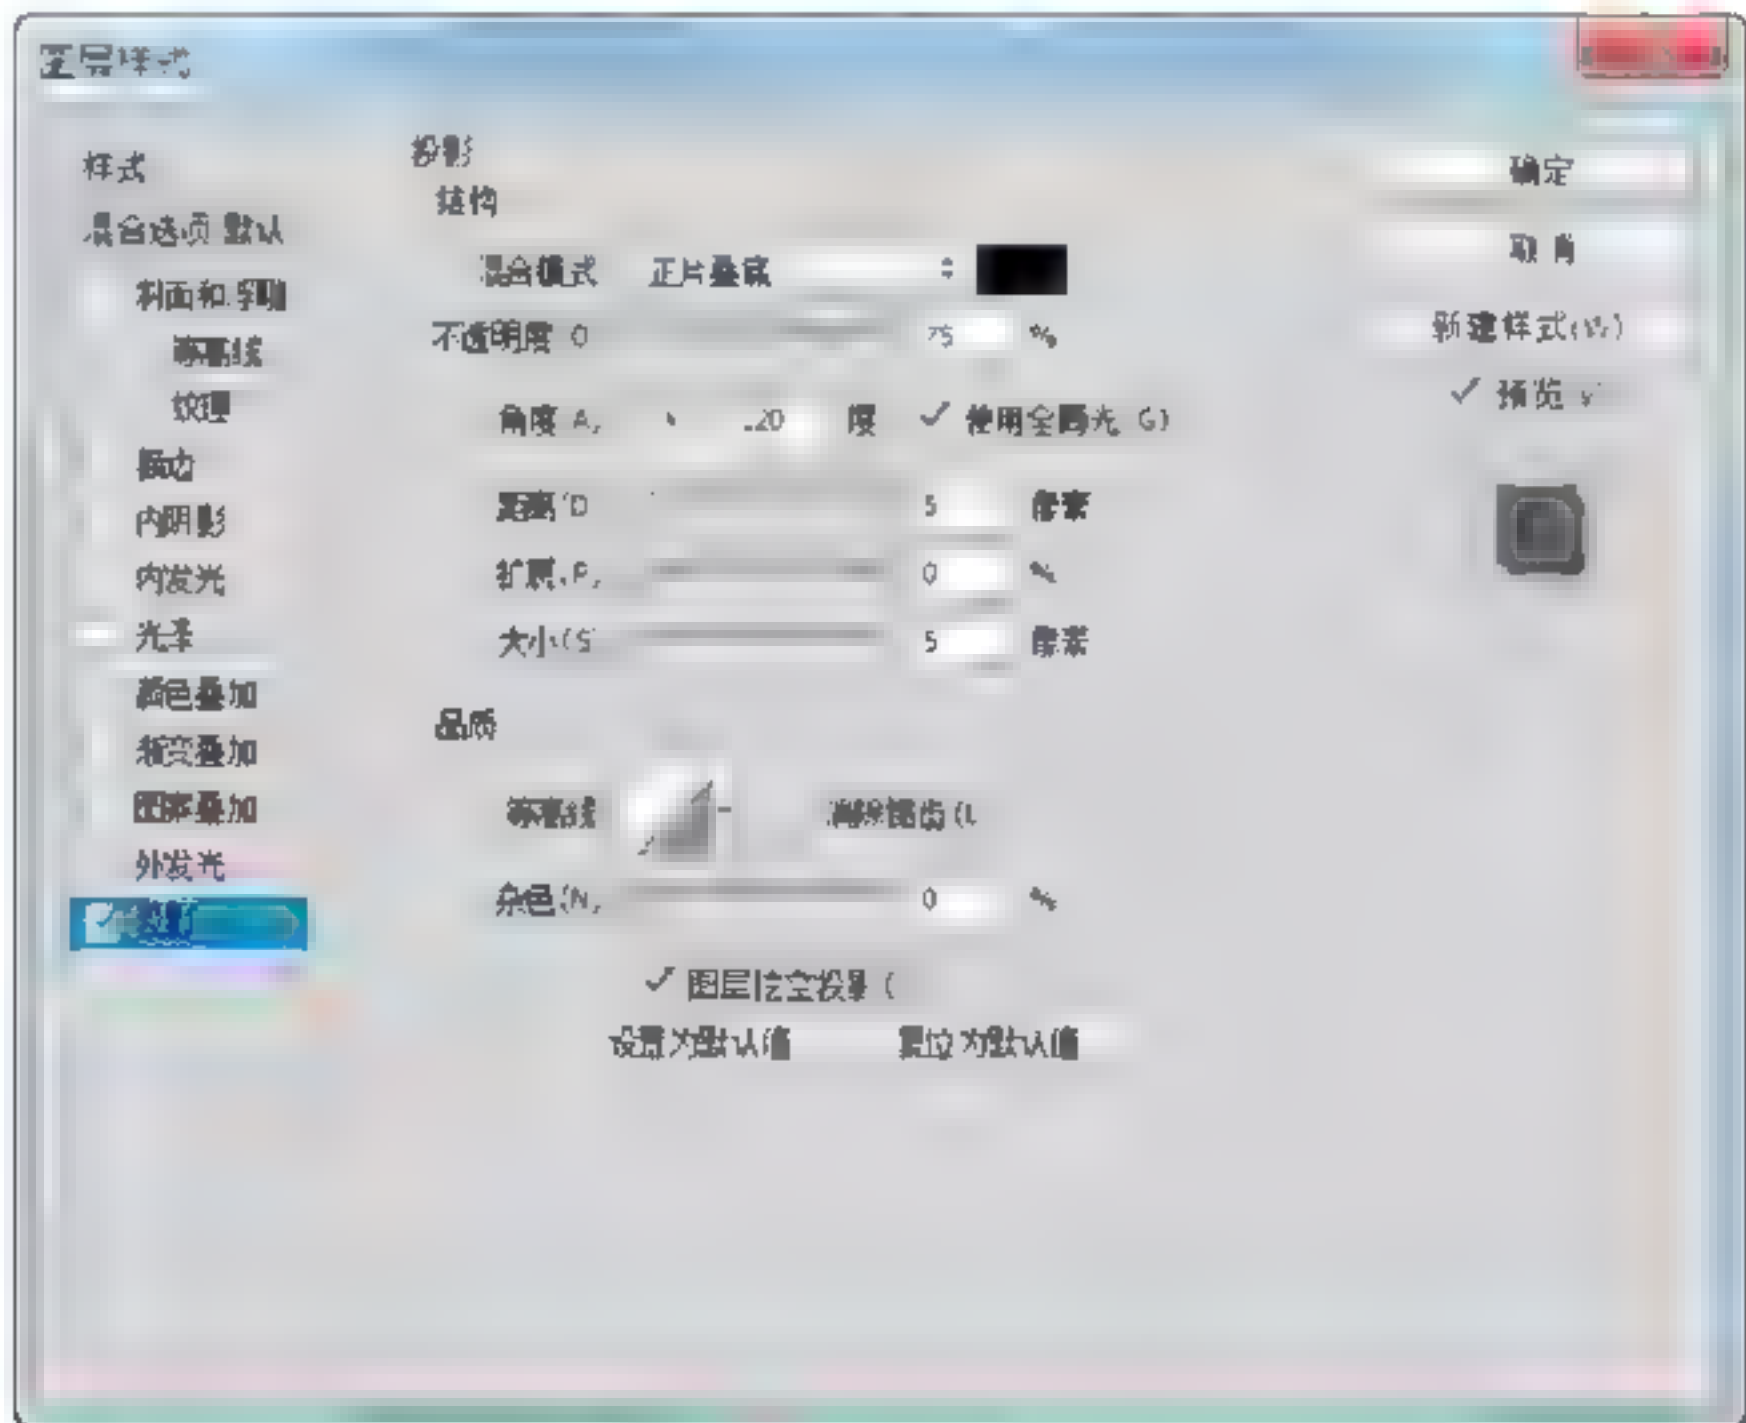 图层样式
样式
混合选项:默认
斜面和浮雕
等高线
纹理
描边
内阴影
内发光
光泽
颜色叠加
渐变叠加
图案叠加
外发光
投影
结构
混合模式 正片叠底
不透明度(O 75 %
角度(A) 度 使用全局光(G)
距离(D 5 像素
扩展(P) 0 %
大小(S 5 像素
品质
等高线 消除锯齿(L
杂色(N) 0 %
图层挖空投影(
设置为默认值 复位为默认值
确定
取消
新建样式(W)
预览(V)